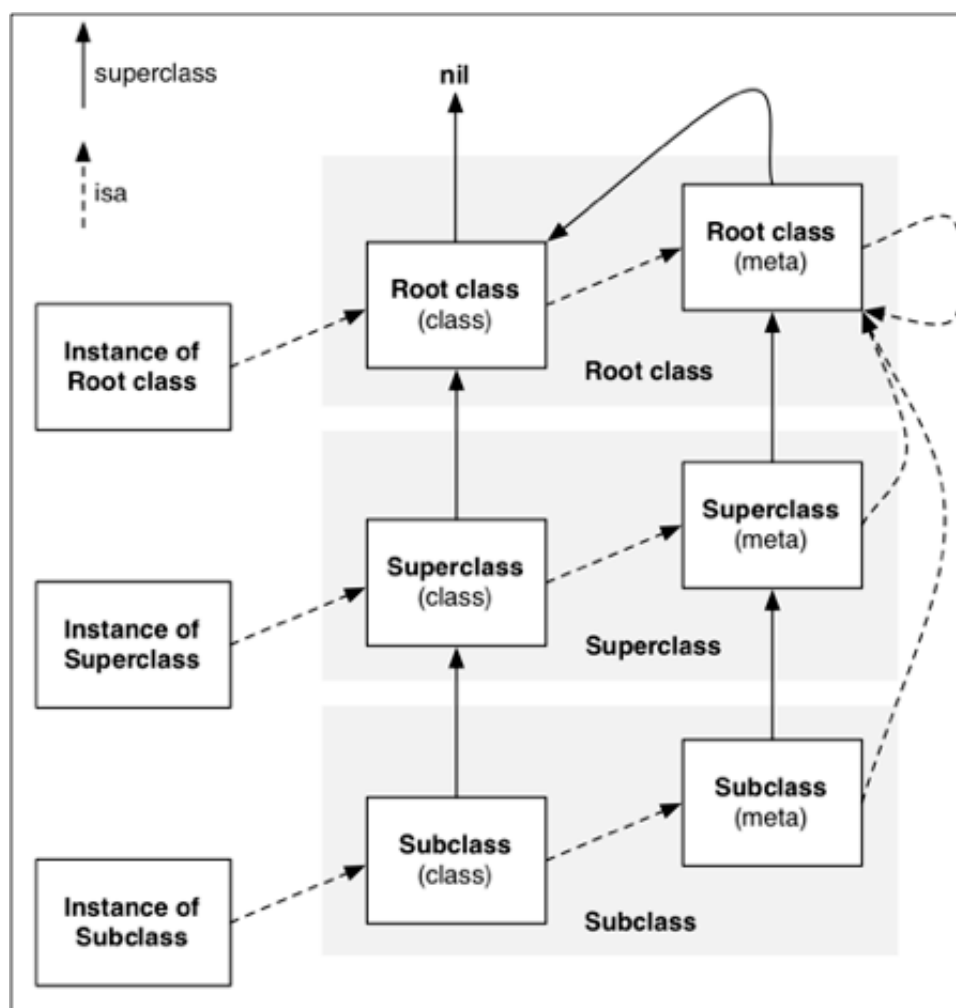 superclass
nil
isa
Root class
(meta)
Root class
(class)
Instance of
Root class
Root class
Superclass
(meta)
Superclass
(class)
Instance of
Superclass
Superclass
Subclass
(meta)
Subclass
(class)
Instance of
Subclass
Subclass